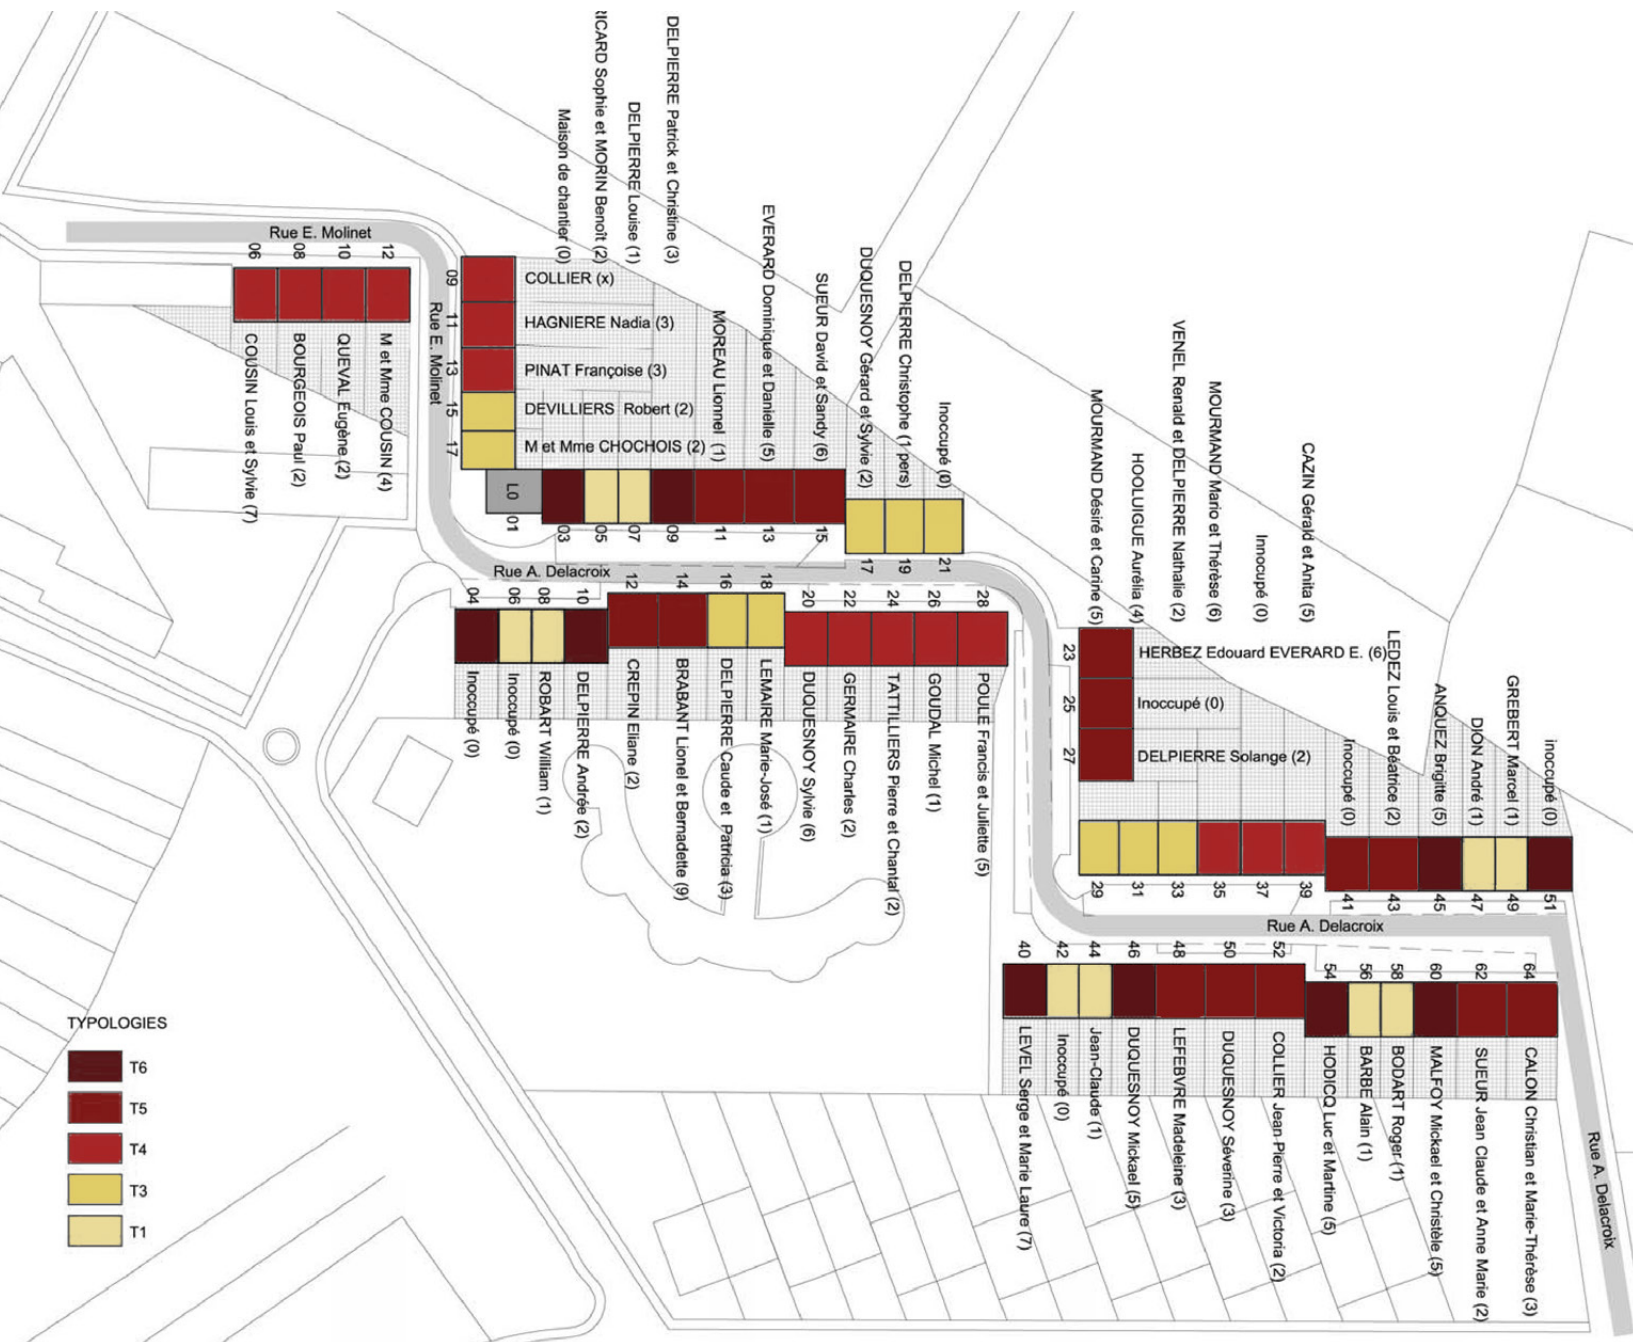 Rue E. Molinet
06
08
10
12
COUSIN Louis et Sylvie (7)
BOURGEOIS Paul (2)
QUEVAL Eugène (2)
M et Mme COUSIN (4)
Rue E. Molinet
09
11
13
15
17
COLLIER (x)
HAGNIERE Nadia (3)
PINAT Françoise (3)
DEVILLIERS Robert (2)
M et Mme CHOCHOIS (2)
Maison de chantier (0)
RICARD Sophie et MORIN Benoît (2)
DELPIERRE Louise (1)
DELPIERRE Patrick et Christine (3)
MOREAU Lionnel (1)
EVERARD Dominique et Danielle (5)
SUEUR David et Sandy (6)
DUQUESNOY Gérard et Sylvie (2)
DELPIERRE Christophe (1 pers)
Inoccupé (0)
L0
01
03
05
07
09
11
13
15
17
19
21
Rue A. Delacroix
04
06
08
10
12
14
16
18
20
22
24
26
28
Inoccupé (0)
Inoccupé (0)
ROBART William (1)
DELPIERRE Andrée (2)
CREPIN Eliane (2)
BRABANT Lionel et Bernadette (9)
DELPIERRE Caude et Patricia (3)
LEMAIRE Marie-José (1)
DUQUESNOY Sylvie (6)
GERMAIRE Charles (2)
TATTILLIERS Pierre et Chantal (2)
GOUDAL Michel (1)
POULE Francis et Juliette (5)
23
25
27
HERBEZ Edouard EVERARD E. (6)
Inoccupé (0)
DELPIERRE Solange (2)
MOURMAND Désiré et Carine (5)
HOOLUIGUE Aurélia (4)
VENEL Renald et DELPIERRE Nathalie (2)
MOURMAND Mario et Thérèse (6)
Innocupé (0)
CAZIN Gérald et Anita (5)
Inoccupé (0)
LEDEZ Louis et Béatrice (2)
ANQUEZ Brigitte (5)
DION André (1)
GREBERT Marcel (1)
inoccupé (0)
29
31
33
35
37
39
41
43
45
47
49
51
Rue A. Delacroix
40
42
44
46
48
50
52
54
56
58
60
62
64
LEVEL Serge et Marie Laure (7)
Inoccupé (0)
Jean-Claude (1)
DUQUESNOY Mickael (5)
LEFEBVRE Madeleine (3)
DUQUESNOY Séverine (3)
COLLIER Jean Pierre et Victoria (2)
HODICQ Luc et Martine (5)
BARBE Alain (1)
BODART Roger (1)
MALFOY Mickael et Christèle (5)
SUEUR Jean Claude et Anne Marie (2)
CALON Christian et Marie-Thérèse (3)
Rue A. Delacroix
TYPOLOGIES
T6
T5
T4
T3
T1